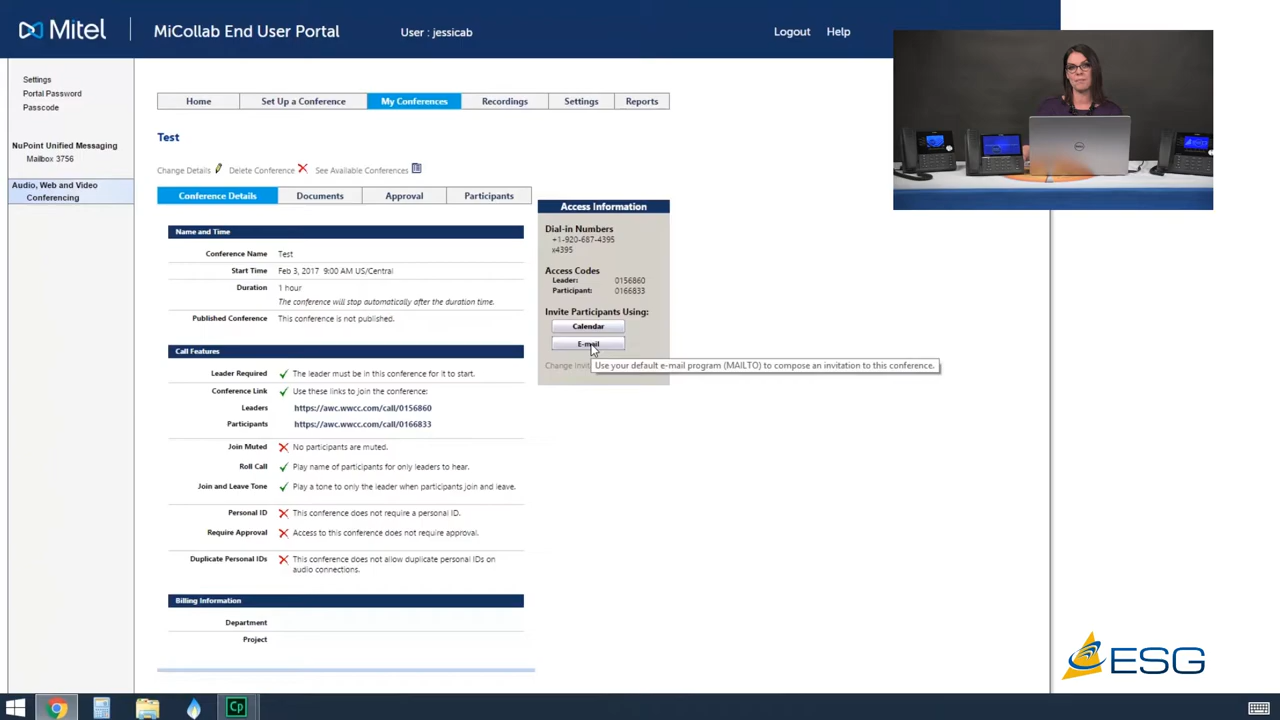 Mitel
MiCollab End User Portal
User : jessicab
Logout Help
Settings
Portal Password
Passcode
NuPoint Unified Messaging
Mailbox 3756
Audio, Web and Video
Conferencing
Home Set Up a Conference My Conferences Recordings Settings Reports
Test
Change Details Delete Conference See Available Conferences
Conference Details Documents Approval Participants
Name and Time
Conference Name Test
Start Time Feb 3, 2017 9:00 AM US/Central
Duration 1 hour
The conference will stop automatically after the duration time.
Published Conference This conference is not published.
Call Features
Leader Required The leader must be in this conference for it to start.
Conference Link Use these links to join the conference:
Leaders https://awc.wwcc.com/call/0156860
Participants https://awc.wwcc.com/call/0166833
Join Muted No participants are muted.
Roll Call Play name of participants for only leaders to hear.
Join and Leave Tone Play a tone to only the leader when participants join and leave.
Personal ID This conference does not require a personal ID.
Require Approval Access to this conference does not require approval.
Duplicate Personal IDs This conference does not allow duplicate personal IDs on
audio connections.
Billing Information
Department
Project
Access Information
Dial-in Numbers
+1-920-687-4395
x4395
Access Codes
Leader: 0156860
Participant: 0166833
Invite Participants Using:
Calendar
E-mail
Change
Use your default e-mail program (MAILTO) to compose an invitation to this conference.
ESG
Cp